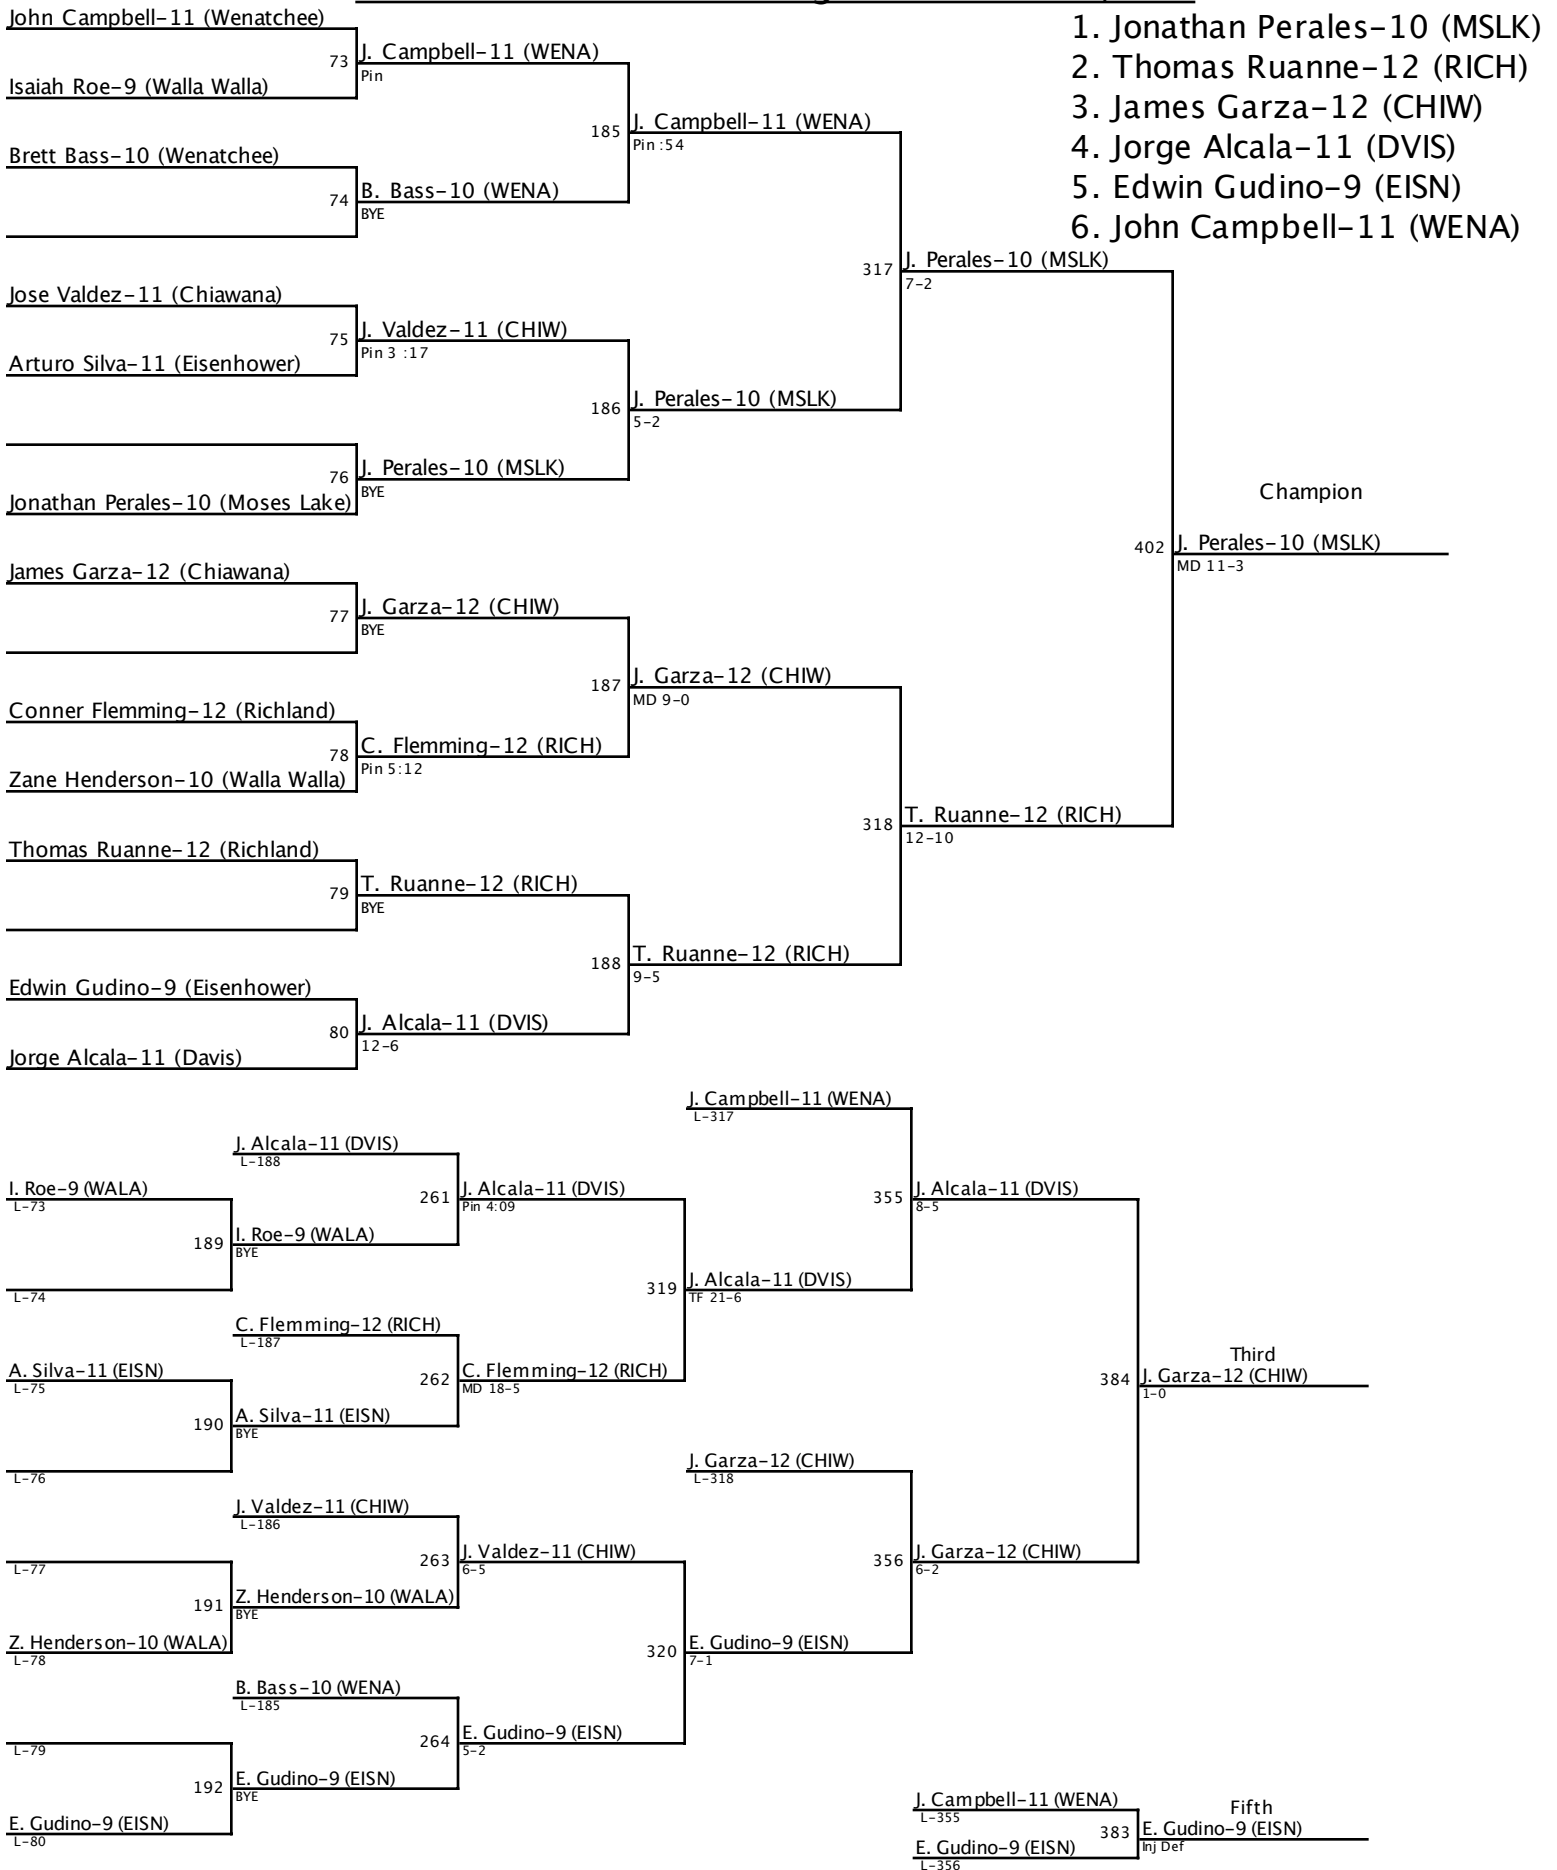 John Campbell-11 (Wenatchee)
73
Isaiah Roe-9 (Walla Walla)
J. Campbell-11 (WENA)
Pin
Brett Bass-10 (Wenatchee)
74
B. Bass-10 (WENA)
BYE
185
J. Campbell-11 (WENA)
Pin :54
Jose Valdez-11 (Chiawana)
75
Arturo Silva-11 (Eisenhower)
J. Valdez-11 (CHIW)
Pin 3 :17
76
Jonathan Perales-10 (Moses Lake)
J. Perales-10 (MSLK)
BYE
186
J. Perales-10 (MSLK)
5-2
317
J. Perales-10 (MSLK)
7-2
1. Jonathan Perales-10 (MSLK)
2. Thomas Ruanne-12 (RICH)
3. James Garza-12 (CHIW)
4. Jorge Alcala-11 (DVIS)
5. Edwin Gudino-9 (EISN)
6. John Campbell-11 (WENA)
James Garza-12 (Chiawana)
77
J. Garza-12 (CHIW)
BYE
Conner Flemming-12 (Richland)
78
Zane Henderson-10 (Walla Walla)
C. Flemming-12 (RICH)
Pin 5:12
187
J. Garza-12 (CHIW)
MD 9-0
Thomas Ruanne-12 (Richland)
79
T. Ruanne-12 (RICH)
BYE
Edwin Gudino-9 (Eisenhower)
80
Jorge Alcala-11 (Davis)
J. Alcala-11 (DVIS)
12-6
188
T. Ruanne-12 (RICH)
9-5
318
T. Ruanne-12 (RICH)
12-10
Champion
402
J. Perales-10 (MSLK)
MD 11-3
I. Roe-9 (WALA)
L-73
189
L-74
J. Alcala-11 (DVIS)
L-188
I. Roe-9 (WALA)
BYE
261
J. Alcala-11 (DVIS)
Pin 4:09
A. Silva-11 (EISN)
L-75
190
L-76
C. Flemming-12 (RICH)
L-187
A. Silva-11 (EISN)
BYE
262
C. Flemming-12 (RICH)
MD 18-5
319
J. Alcala-11 (DVIS)
TF 21-6
J. Campbell-11 (WENA)
L-317
355
J. Alcala-11 (DVIS)
8-5
L-77
191
Z. Henderson-10 (WALA)
L-78
J. Valdez-11 (CHIW)
L-186
Z. Henderson-10 (WALA)
BYE
263
J. Valdez-11 (CHIW)
6-5
L-79
192
E. Gudino-9 (EISN)
L-80
B. Bass-10 (WENA)
L-185
E. Gudino-9 (EISN)
BYE
264
E. Gudino-9 (EISN)
5-2
320
E. Gudino-9 (EISN)
7-1
J. Garza-12 (CHIW)
L-318
356
J. Garza-12 (CHIW)
6-2
Third
384
J. Garza-12 (CHIW)
1-0
J. Campbell-11 (WENA)
L-355
383
E. Gudino-9 (EISN)
L-356
Fifth
E. Gudino-9 (EISN)
Inj Def